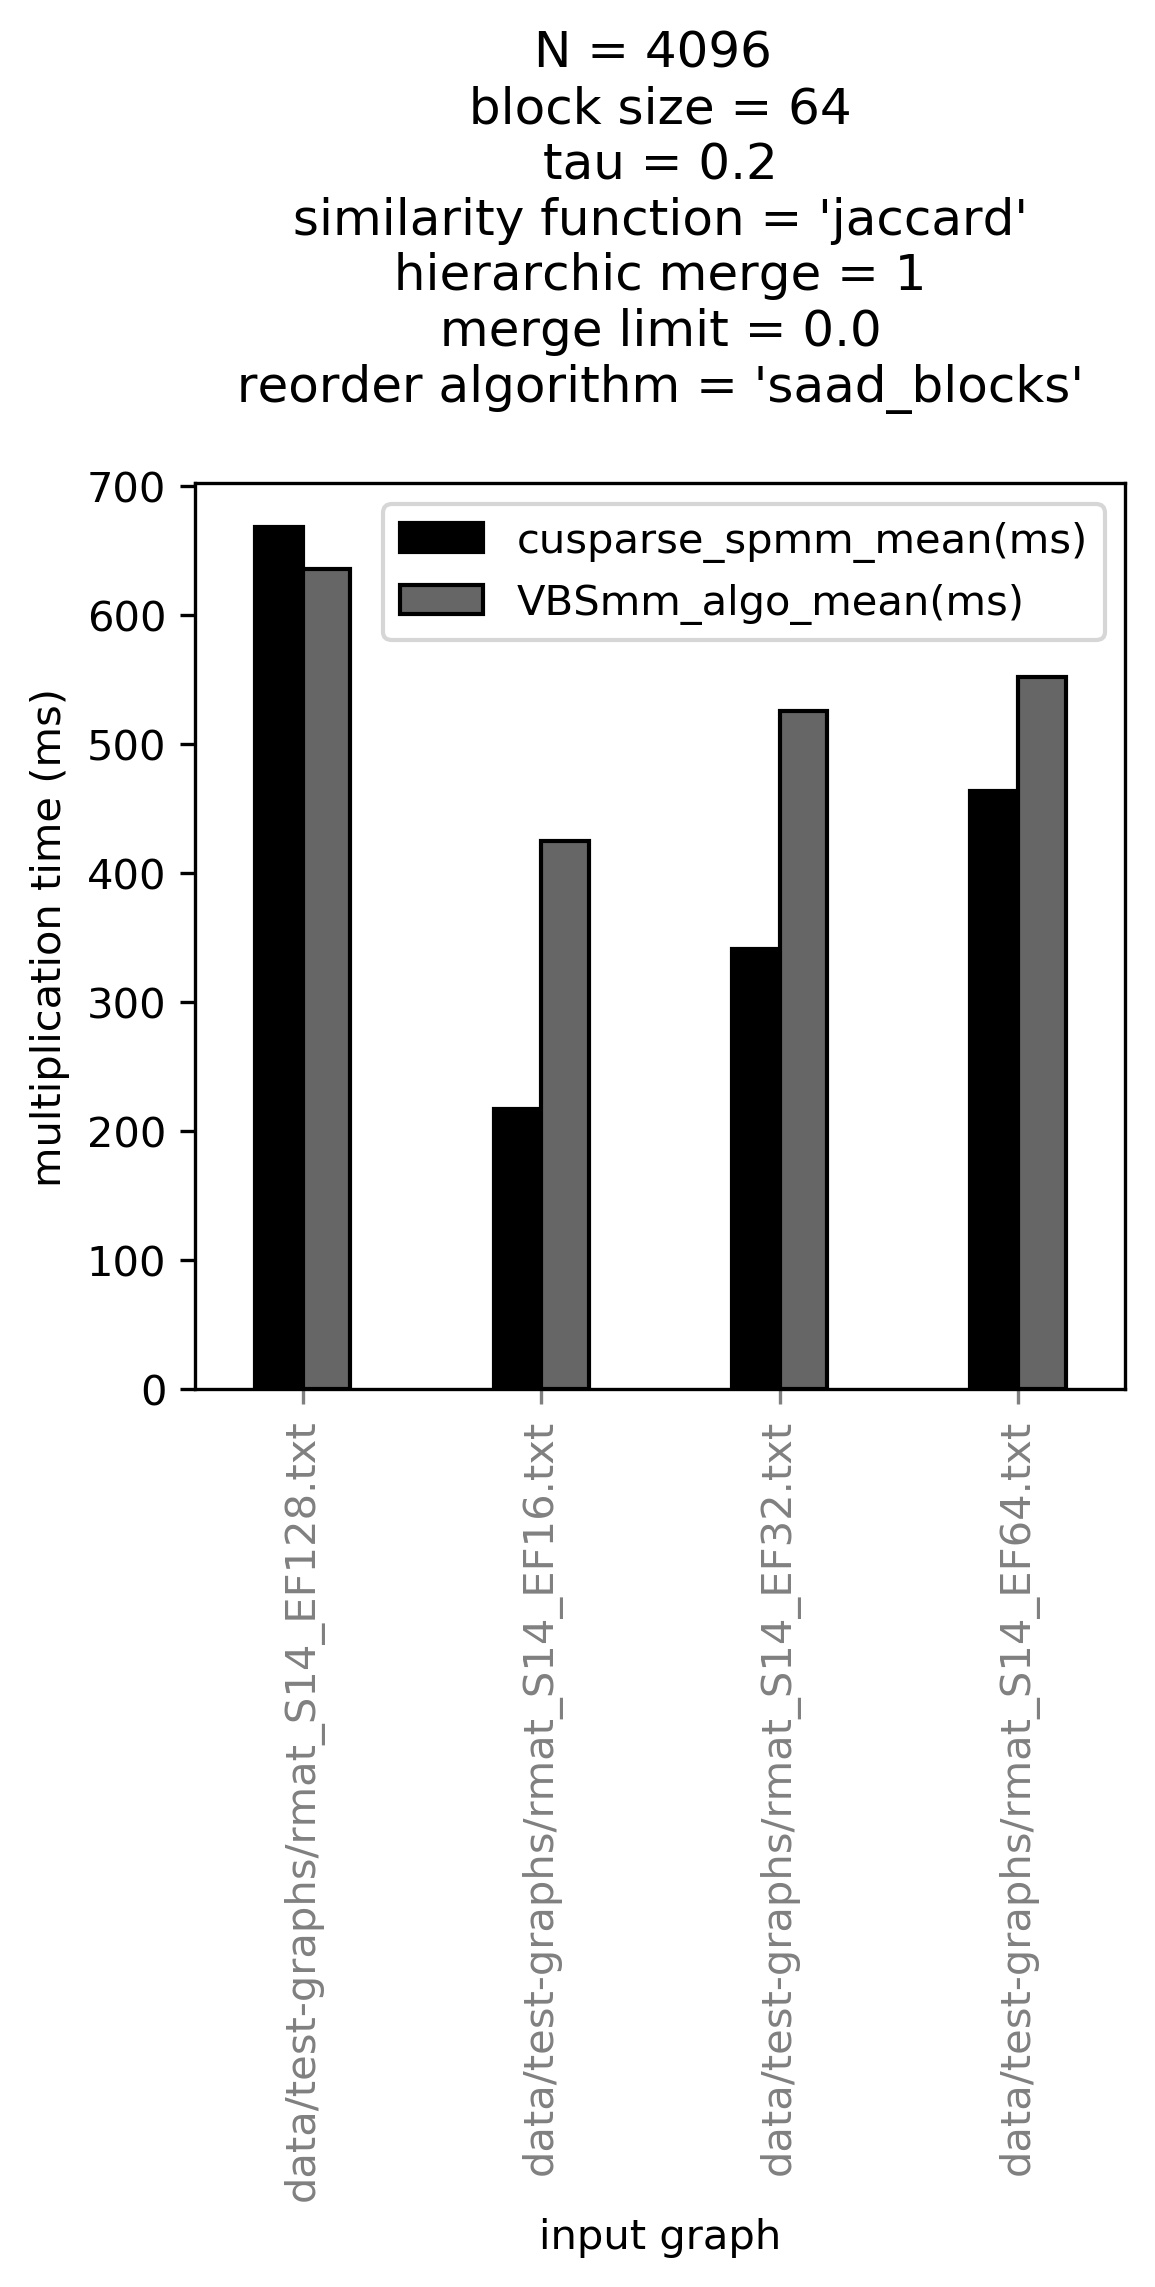 N = 4096
block size = 64
tau = 0.2
similarity function = 'jaccard'
hierarchic merge = 1
merge limit = 0.0
reorder algorithm = 'saad_blocks'
cusparse_spmm_mean(ms)
VBSmm_algo_mean(ms)
multiplication time (ms)
700
600
500
400
300
200
100
0
data/test-graphs/rmat_S14_EF128.txt
data/test-graphs/rmat_S14_EF16.txt
data/test-graphs/rmat_S14_EF32.txt
data/test-graphs/rmat_S14_EF64.txt
input graph